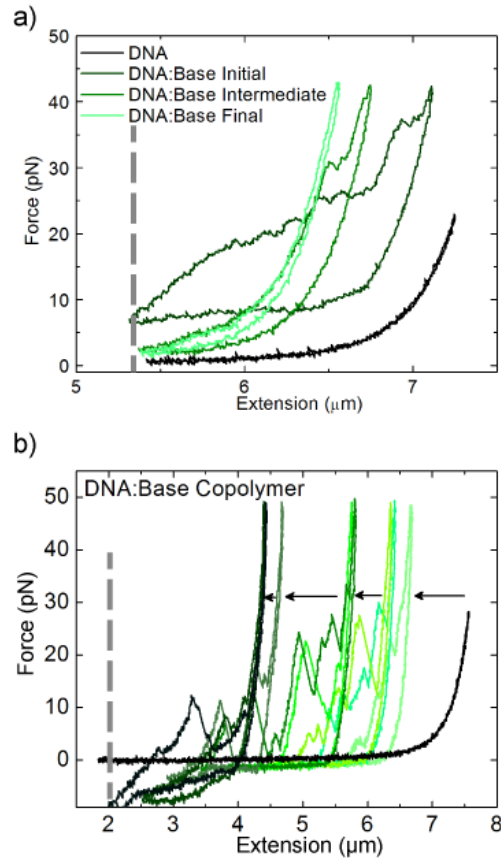 a)
50
40
30
20
10
0
Force (pN)
DNA
DNA:Base Initial
DNA:Base Intermediate
DNA:Base Final
5 6 7
Extension (μm)
b)
DNA:Base Copolymer
50
40
30
20
10
0
Force (pN)
2 3 4 5 6 7 8
Extension (μm)